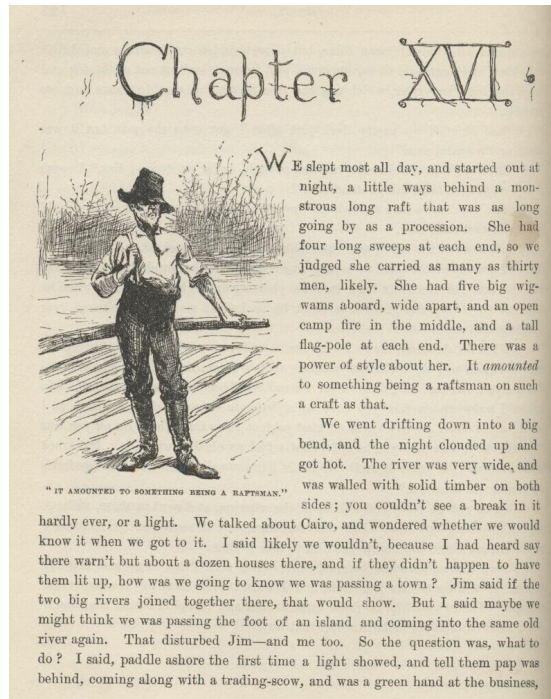 Chapter XVI.
WE slept most all day, and started out at
night, a little ways behind a mon-
strous long raft that was as long
going by as a procession. She had
four long sweeps at each end, so we
judged she carried as many as thirty
men, likely. She had five big wig-
wams aboard, wide apart, and an open
camp fire in the middle, and a tall
flag-pole at each end. There was a
power of style about her. It amounted
to something being a raftsman on such
a craft as that.
We went drifting down into a big
bend, and the night clouded up and
got hot. The river was very wide, and
was walled with solid timber on both
sides; you couldn't see a break in it
"IT AMOUNTED TO SOMETHING BEING A RAFTSMAN."
hardly ever, or a light. We talked about Cairo, and wondered whether we would
know it when we got to it. I said likely we wouldn't, because I had heard say
there warn't but about a dozen houses there, and if they didn't happen to have
them lit up, how was we going to know we was passing a town? Jim said if the
two big rivers joined together there, that would show. But I said maybe we
might think we was passing the foot of an island and coming into the same old
river again. That disturbed Jim—and me too. So the question was, what to
do? I said, paddle ashore the first time a light showed, and tell them pap was
behind, coming along with a trading-scow, and was a green hand at the business,